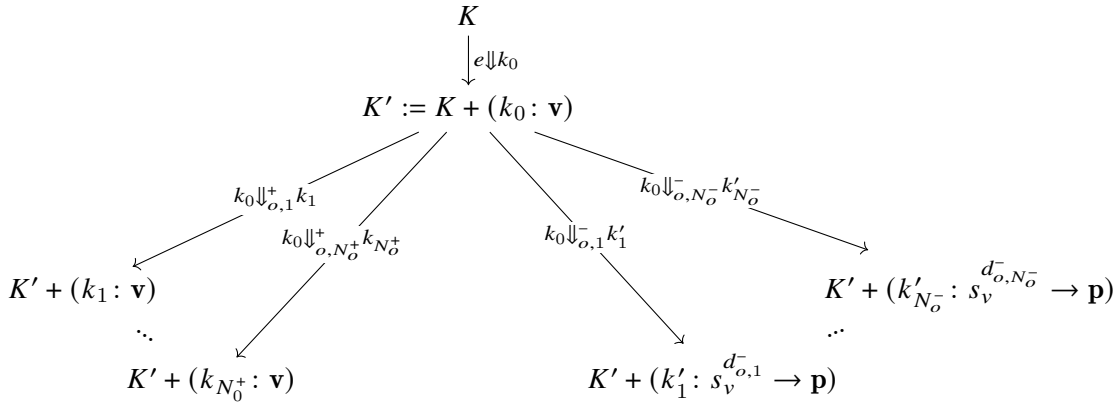 K
e⇓k₀
K′ := K + (k₀ : **v**)
k₀⇓⁺_{o,1}k₁
k₀⇓⁺_{o,N_o^+}k_{N_o^+}
k₀⇓⁻_{o,1}k′₁
k₀⇓⁻_{o,N_o^-}k′_{N_o^-}
K′ + (k₁ : **v**)
K′ + (k′_{N_o^-} : s_v^{d^-_{o,N_o^-}} → **p**)
...
...
K′ + (k_{N_0^+} : **v**)
K′ + (k′₁ : s_v^{d^-_{o,1}} → **p**)